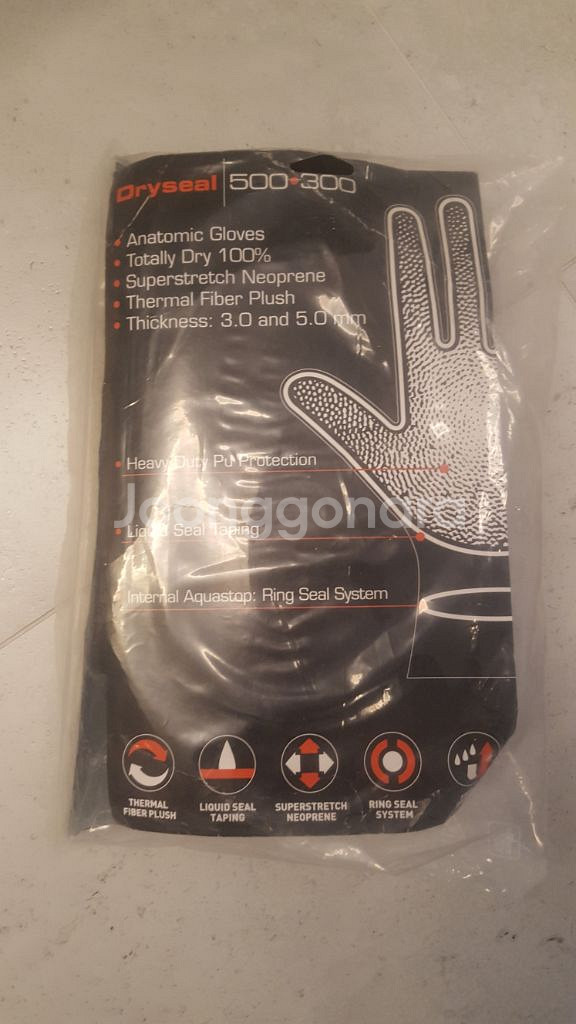 Dryseal 500•300
• Anatomic Gloves
• Totally Dry 100%
• Superstretch Neoprene
• Thermal Fiber Plush
• Thickness: 3.0 and 5.0 mm
• Heavy Duty Pu Protection
Joonggonara
• Liquid Seal Taping
Internal Aquastop: Ring Seal System
THERMAL FIBER PLUSH
LIQUID SEAL TAPING
SUPERSTRETCH NEOPRENE
RING SEAL SYSTEM